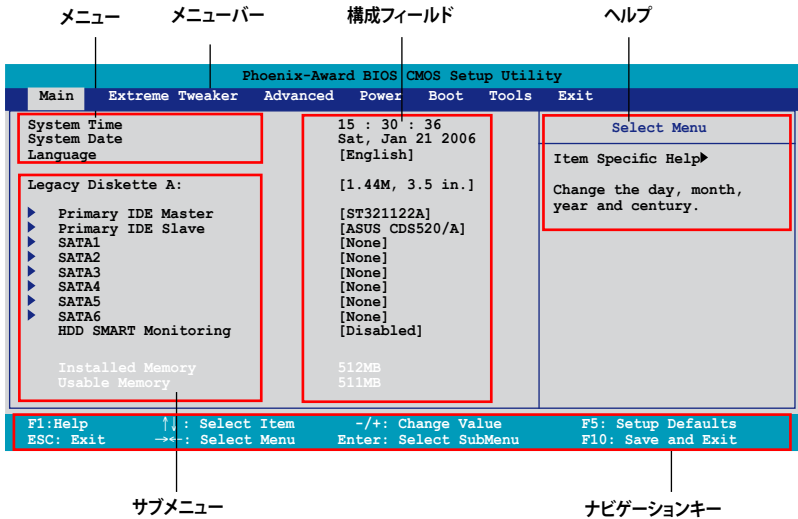 メニュー メニューバー 構成フィールド ヘルプ
Phoenix-Award BIOS CMOS Setup Utility
Main Extreme Tweaker Advanced Power Boot Tools Exit
System Time 15 : 30 : 36
System Date Sat, Jan 21 2006
Language [English]
Legacy Diskette A: [1.44M, 3.5 in.]
Primary IDE Master [ST321122A]
Primary IDE Slave [ASUS CDS520/A]
SATA1 [None]
SATA2 [None]
SATA3 [None]
SATA4 [None]
SATA5 [None]
SATA6 [None]
HDD SMART Monitoring [Disabled]
Installed Memory 512MB
Usable Memory 511MB
Select Menu
Item Specific Help
Change the day, month,
year and century.
F1:Help ↑↓: Select Item -/+: Change Value F5: Setup Defaults
ESC: Exit →←: Select Menu Enter: Select SubMenu F10: Save and Exit
サブメニュー ナビゲーションキー